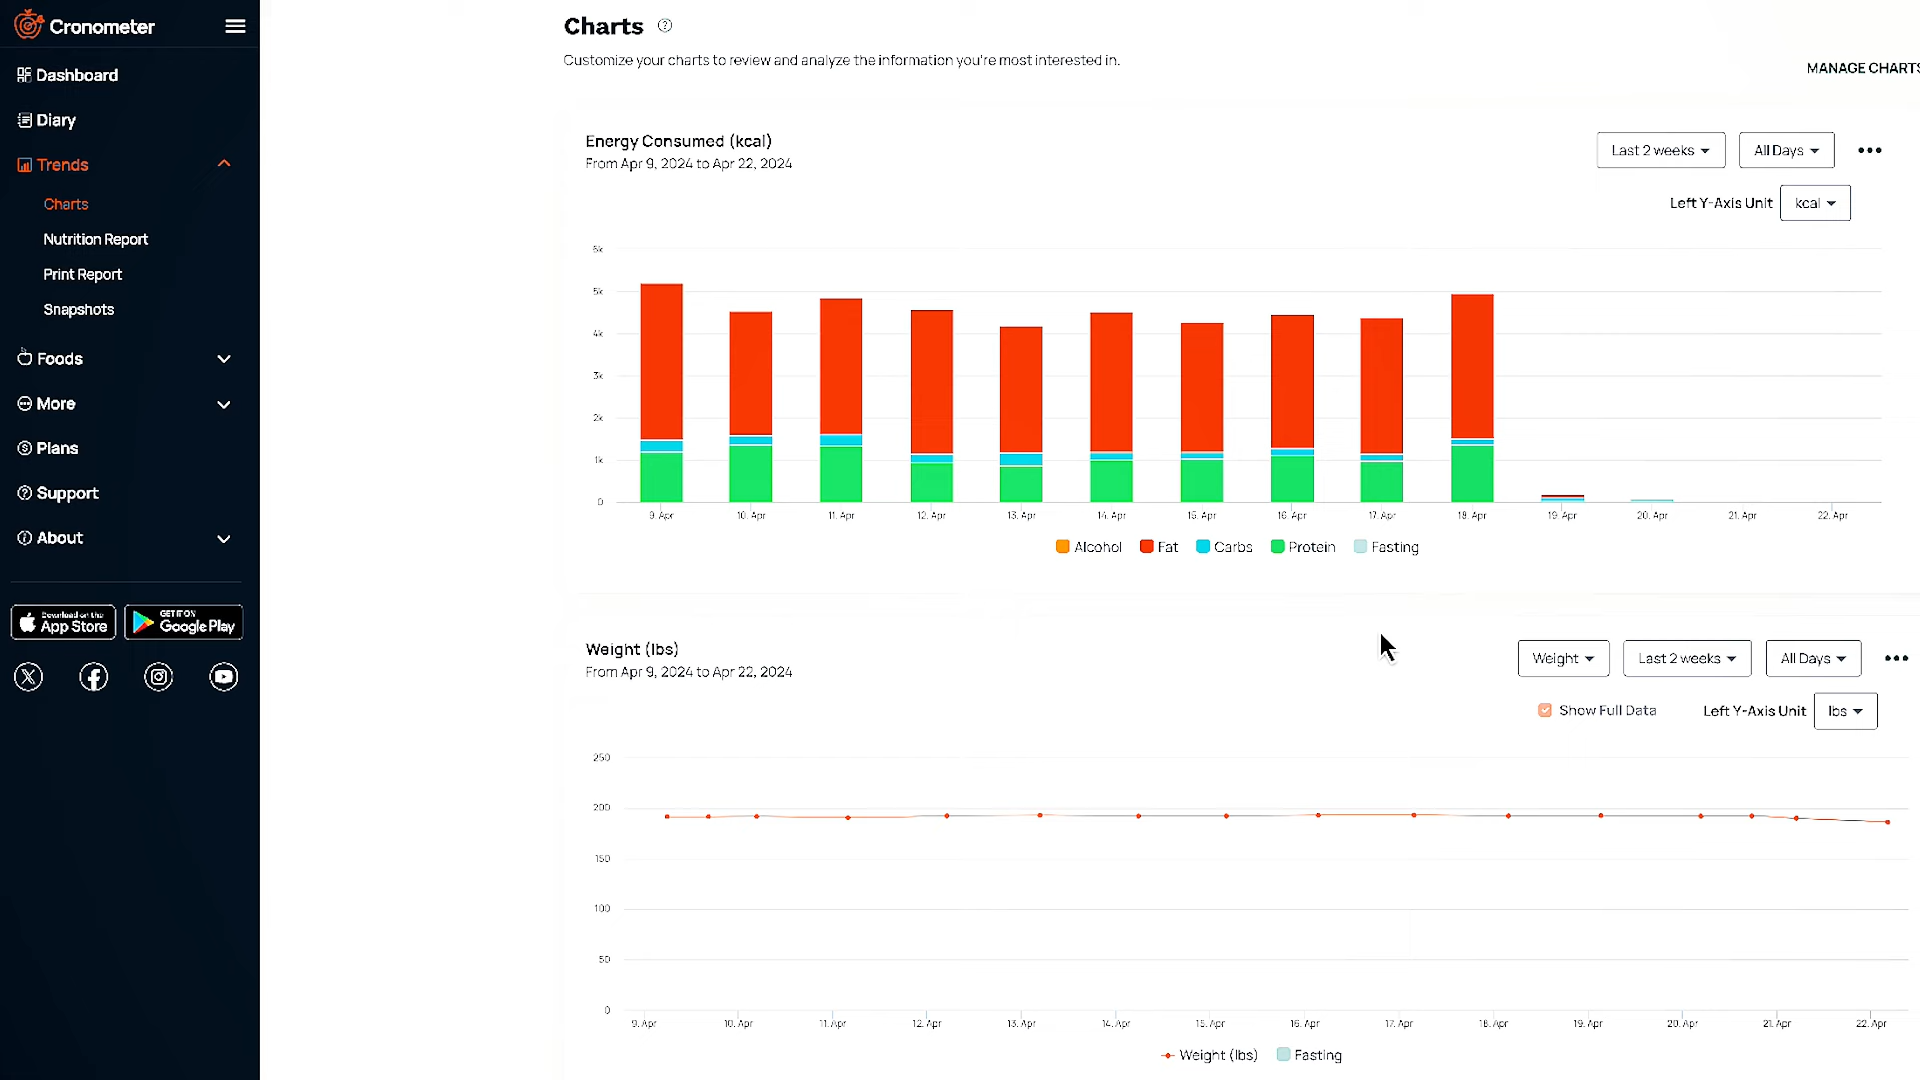 Cronometer
Dashboard
Diary
Trends
Charts
Nutrition Report
Print Report
Snapshots
Foods
More
Plans
Support
About
Download on the
App Store
GET IT ON
Google Play
Charts
Customize your charts to review and analyze the information you're most interested in.
MANAGE CHARTS
Energy Consumed (kcal)
From Apr 9, 2024 to Apr 22, 2024
Last 2 weeks
All Days
Left Y-Axis Unit
kcal
6k
5k
4k
3k
2k
1k
0
9. Apr 10. Apr 11. Apr 12. Apr 13. Apr 14. Apr 15. Apr 16. Apr 17. Apr 18. Apr 19. Apr 20. Apr 21. Apr 22. Apr
Alcohol Fat Carbs Protein Fasting
Weight (lbs)
From Apr 9, 2024 to Apr 22, 2024
Weight
Last 2 weeks
All Days
Show Full Data
Left Y-Axis Unit
lbs
250
200
150
100
50
0
9. Apr 10. Apr 11. Apr 12. Apr 13. Apr 14. Apr 15. Apr 16. Apr 17. Apr 18. Apr 19. Apr 20. Apr 21. Apr 22. Apr
Weight (lbs) Fasting